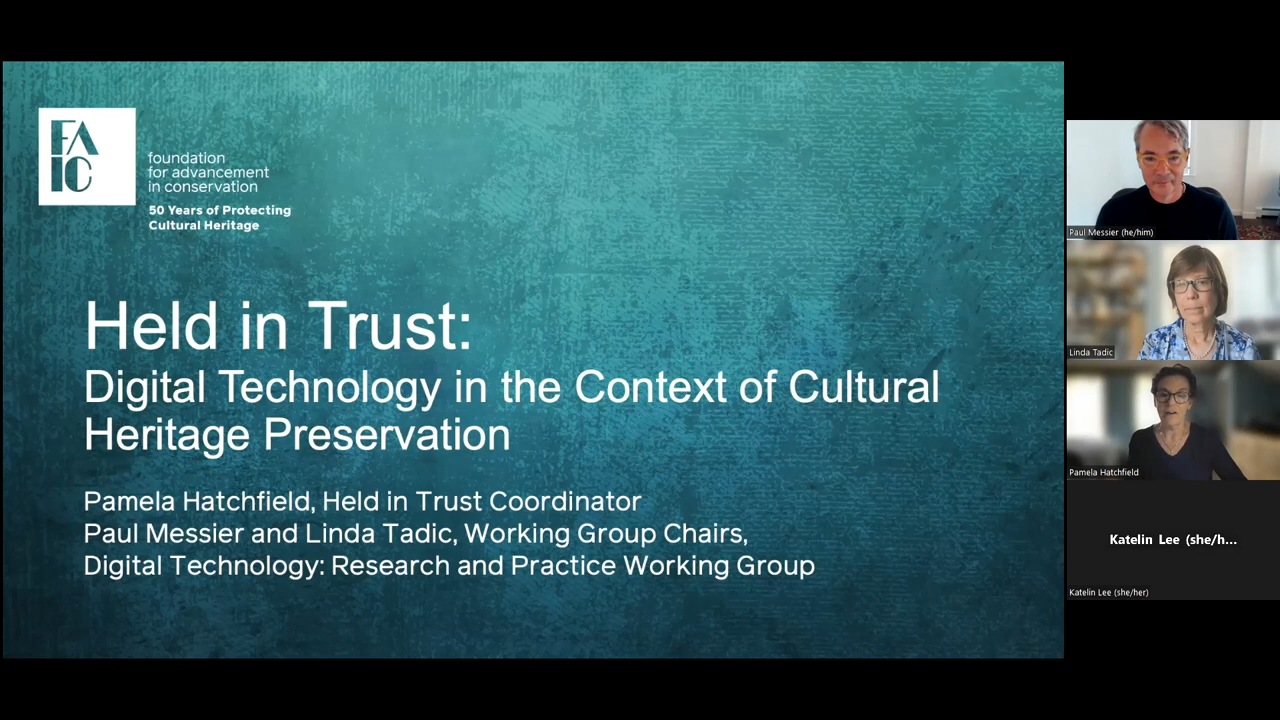 FA
IC
foundation
for advancement
in conservation
50 Years of Protecting
Cultural Heritage
Held in Trust:
Digital Technology in the Context of Cultural
Heritage Preservation
Pamela Hatchfield, Held in Trust Coordinator
Paul Messier and Linda Tadic, Working Group Chairs,
Digital Technology: Research and Practice Working Group
Paul Messier (he/him)
Linda Tadic
Pamela Hatchfield
Katelin Lee (she/h...
Katelin Lee (she/her)